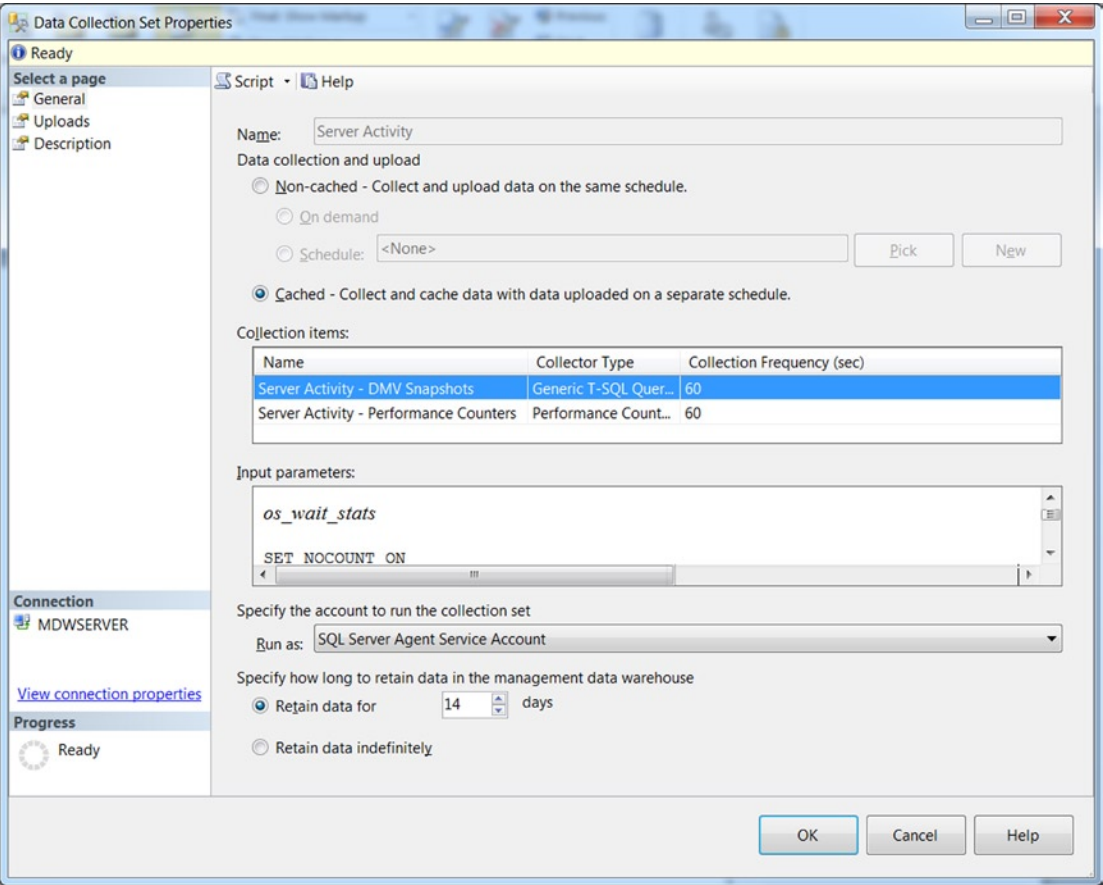 Data Collection Set Properties
Ready
Select a page
General
Uploads
Description
Script Help
Name: Server Activity
Data collection and upload
Non-cached - Collect and upload data on the same schedule.
On demand
Schedule: <None> Pick New
Cached - Collect and cache data with data uploaded on a separate schedule.
Collection items:
Name Collector Type Collection Frequency (sec)
Server Activity - DMV Snapshots Generic T-SQL Quer... 60
Server Activity - Performance Counters Performance Count... 60
Input parameters:
os_wait_stats
SET NOCOUNT ON
Connection
MDWSERVER
View connection properties
Progress
Ready
Specify the account to run the collection set
Run as: SQL Server Agent Service Account
Specify how long to retain data in the management data warehouse
Retain data for 14 days
Retain data indefinitely
OK Cancel Help